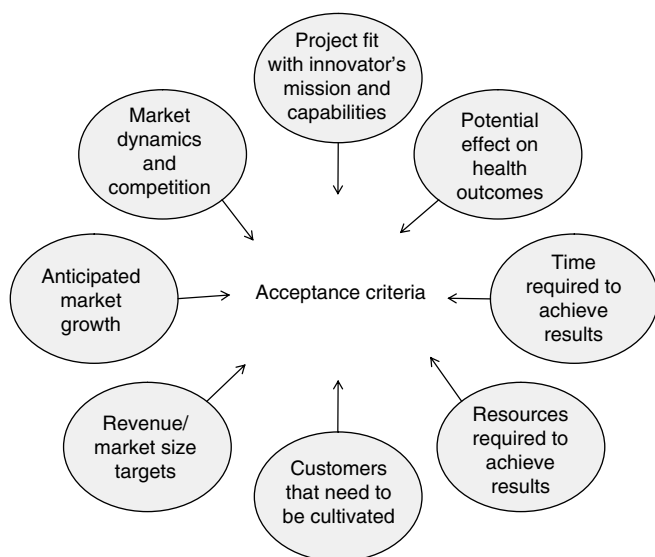 Project fit
with innovator's
mission and
capabilities
Potential
effect on
health
outcomes
Time
required to
achieve
results
Resources
required to
achieve
results
Customers
that need to
be cultivated
Revenue/
market size
targets
Anticipated
market
growth
Market
dynamics
and
competition
Acceptance criteria